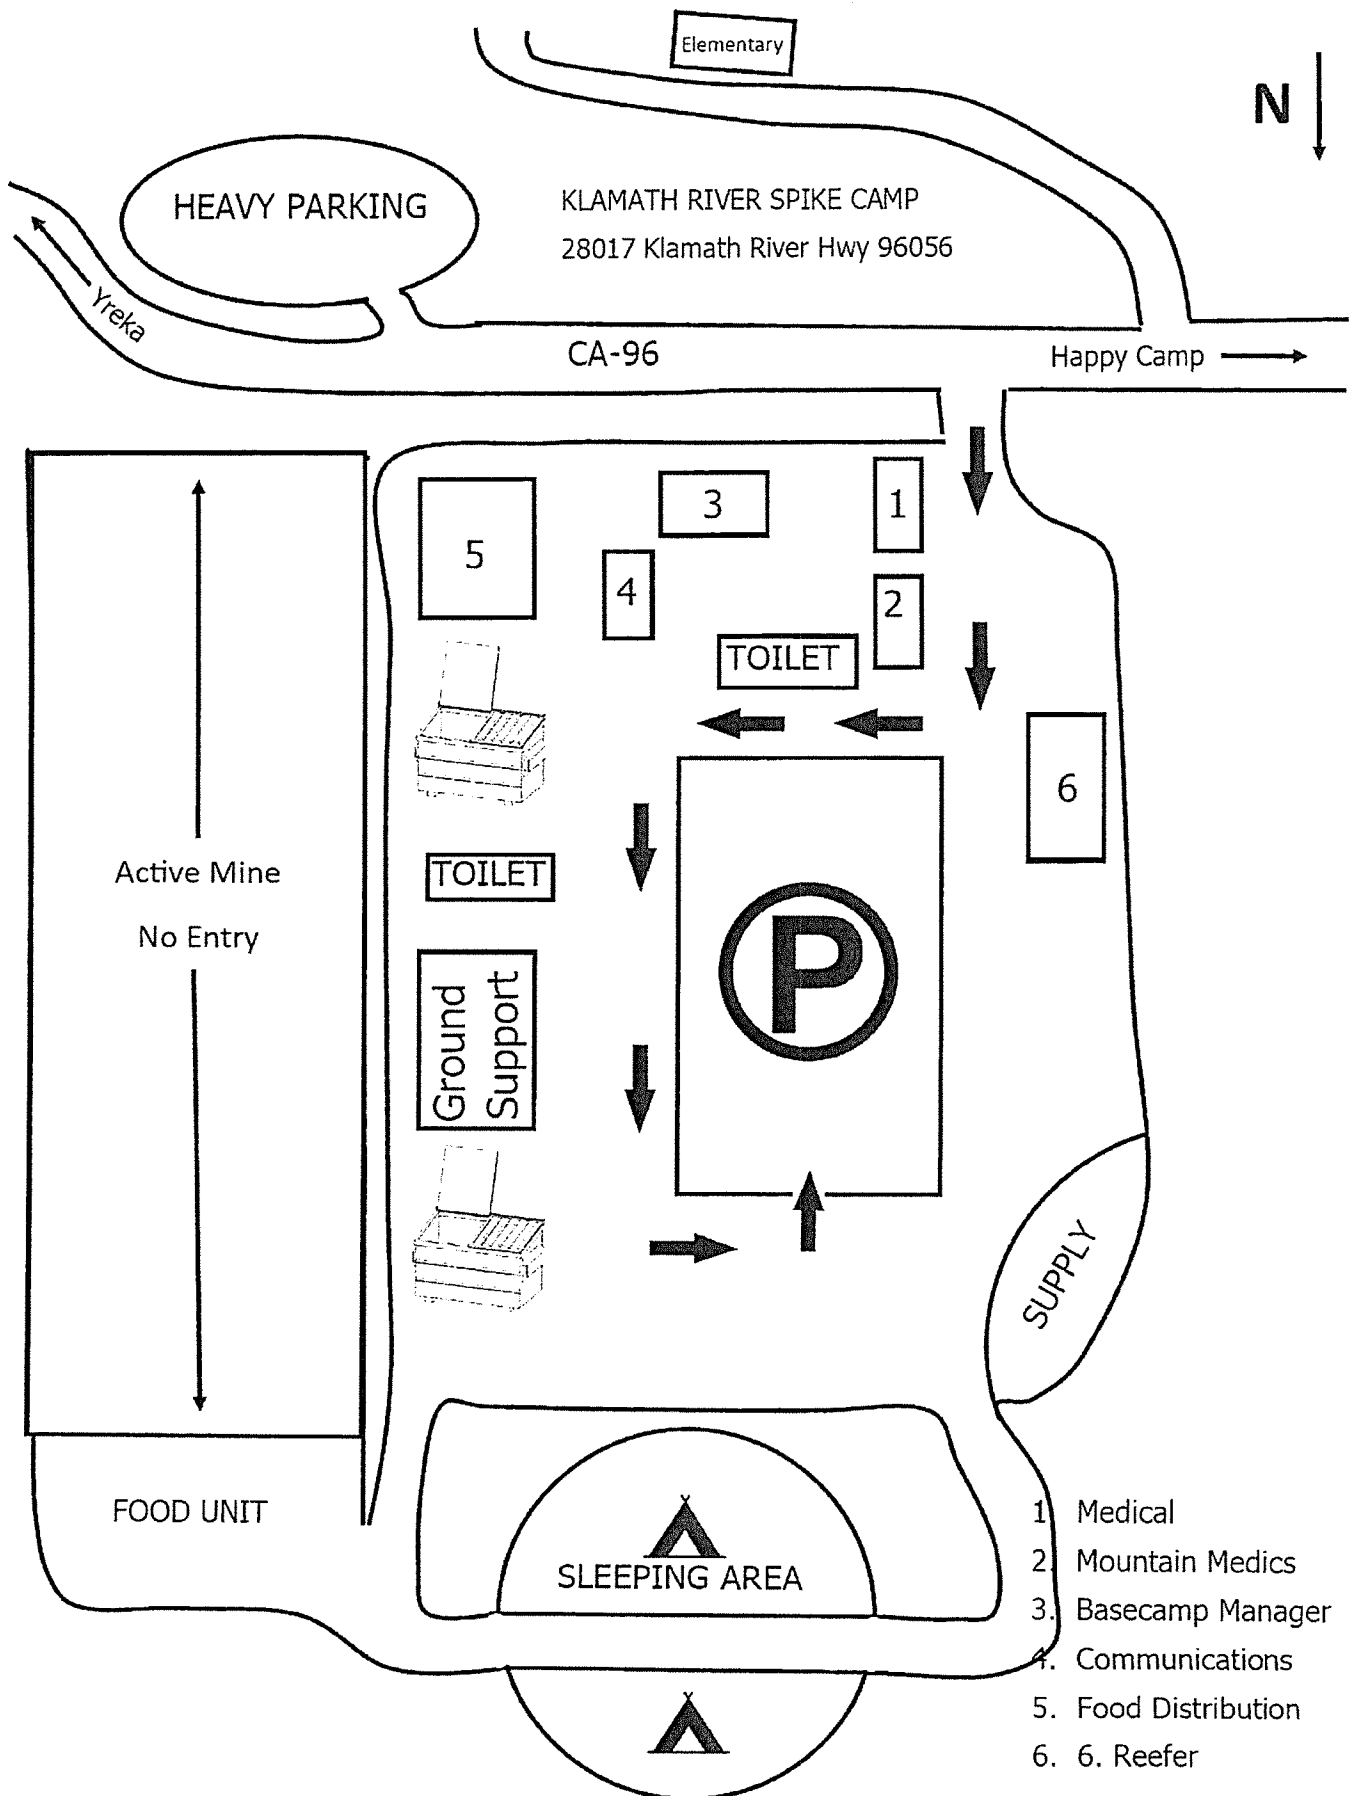 Elementary
N
HEAVY PARKING
KLAMATH RIVER SPIKE CAMP
28017 Klamath River Hwy 96056
Yreka
CA-96
Happy Camp
5
3
1
4
2
TOILET
6
Active Mine
No Entry
TOILET
P
Ground
Support
SUPPLY
FOOD UNIT
SLEEPING AREA
1. Medical
2. Mountain Medics
3. Basecamp Manager
4. Communications
5. Food Distribution
6. 6. Reefer